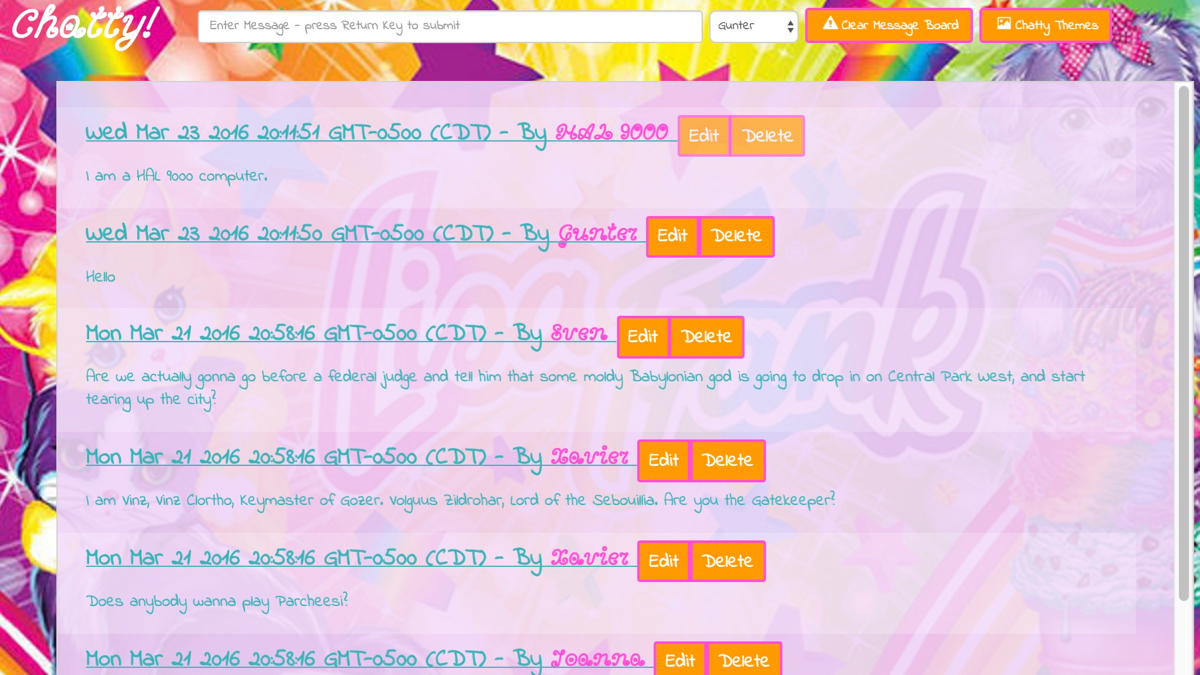 Chatty!
Enter Message - press Return Key to submit
Gunter
Clear Message Board
Chatty Themes
Wed Mar 23 2016 20:11:51 GMT-0500 (CDT) - By HAL 9000 Edit Delete
I am a HAL 9000 computer.
Wed Mar 23 2016 20:11:50 GMT-0500 (CDT) - By Gunter Edit Delete
Hello
Mon Mar 21 2016 20:58:16 GMT-0500 (CDT) - By Sven Edit Delete
Are we actually gonna go before a federal judge and tell him that some moldy Babylonian god is going to drop in on Central Park West, and start
tearing up the city?
Mon Mar 21 2016 20:58:16 GMT-0500 (CDT) - By Xavier Edit Delete
I am Vinz, Vinz Clortho, Keymaster of Gozer. Volguus Zildrohar, Lord of the Sebouillia. Are you the Gatekeeper?
Mon Mar 21 2016 20:58:16 GMT-0500 (CDT) - By Xavier Edit Delete
Does anybody wanna play Parcheesi?
Mon Mar 21 2016 20:58:16 GMT-0500 (CDT) - By Joanna Edit Delete
Lisa Frank